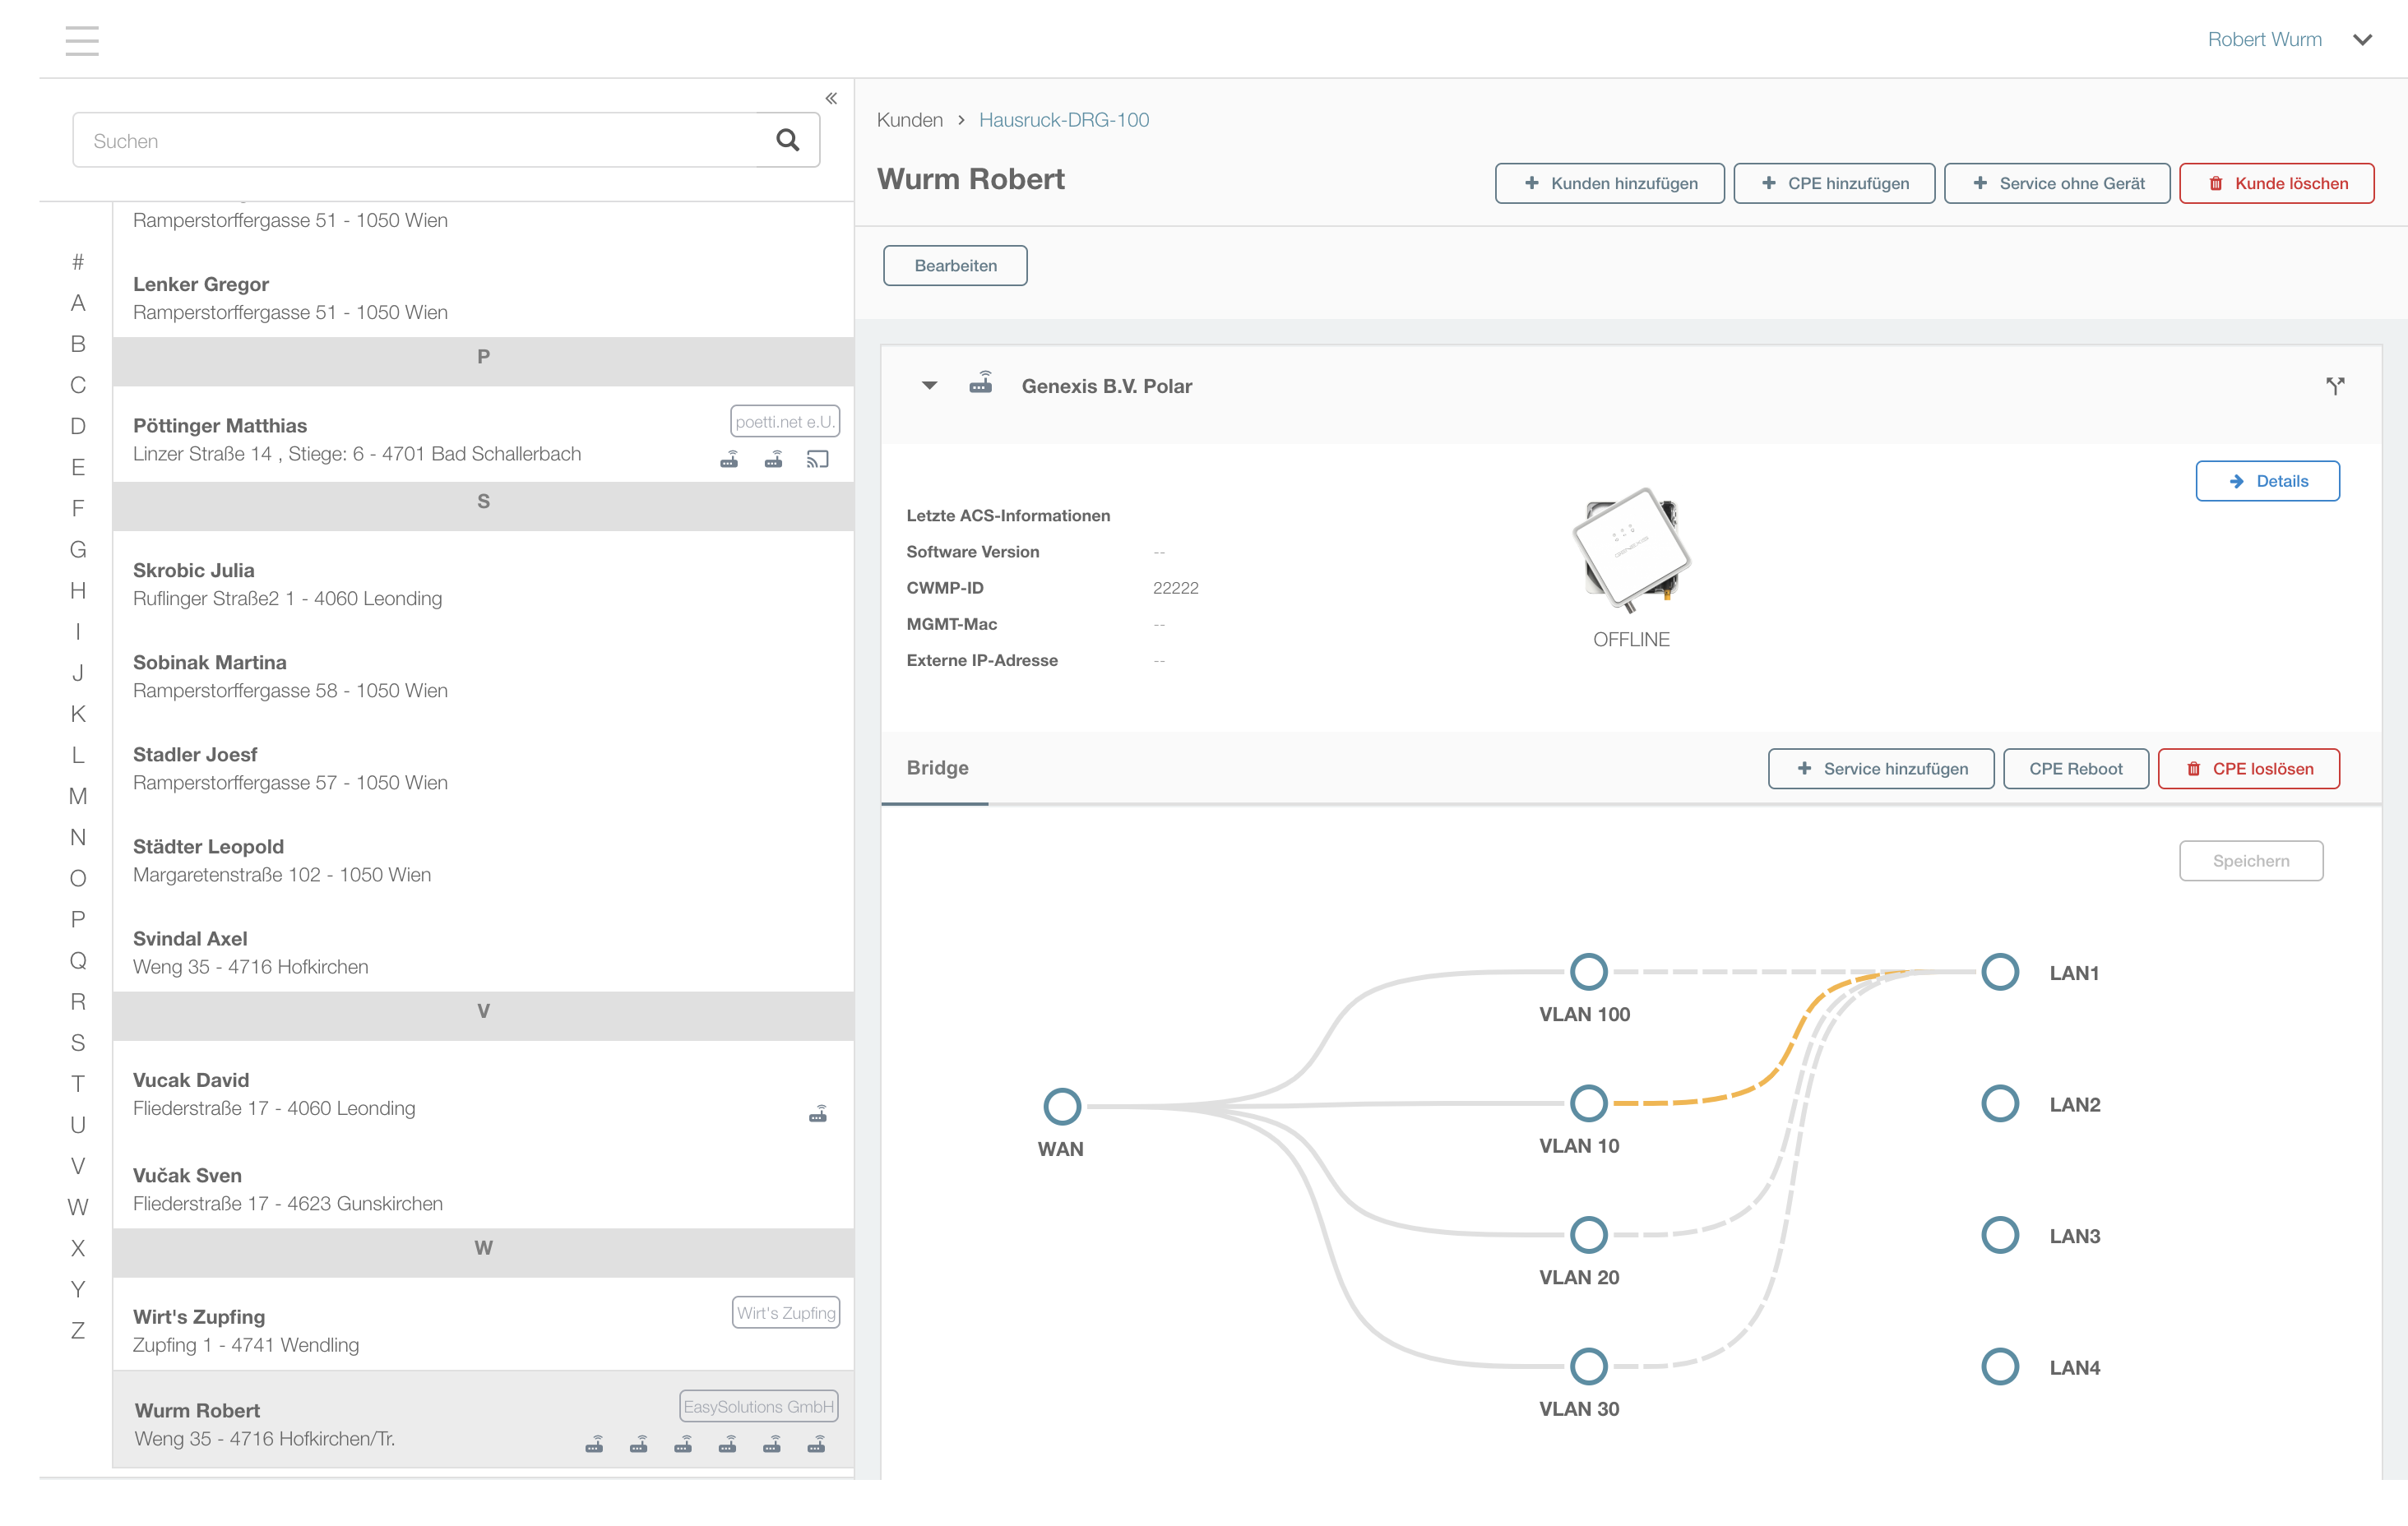 Robert Wurm
Suchen
#
A
B
C
D
E
F
G
H
I
J
K
L
M
N
O
P
Q
R
S
T
U
V
W
X
Y
Z
Ramperstorffergasse 51 - 1050 Wien
Lenker Gregor
Ramperstorffergasse 51 - 1050 Wien
P
Pöttinger Matthias
poetti.net e.U.
Linzer Straße 14 , Stiege: 6 - 4701 Bad Schallerbach
S
Skrobic Julia
Ruflinger Straße2 1 - 4060 Leonding
Sobinak Martina
Ramperstorffergasse 58 - 1050 Wien
Stadler Joesf
Ramperstorffergasse 57 - 1050 Wien
Städter Leopold
Margaretenstraße 102 - 1050 Wien
Svindal Axel
Weng 35 - 4716 Hofkirchen
V
Vucak David
Fliederstraße 17 - 4060 Leonding
Vučak Sven
Fliederstraße 17 - 4623 Gunskirchen
W
Wirt's Zupfing
Wirt's Zupfing
Zupfing 1 - 4741 Wendling
Wurm Robert
EasySolutions GmbH
Weng 35 - 4716 Hofkirchen/Tr.
Kunden > Hausruck-DRG-100
Wurm Robert
+ Kunden hinzufügen
+ CPE hinzufügen
+ Service ohne Gerät
Kunde löschen
Bearbeiten
Genexis B.V. Polar
Details
Letzte ACS-Informationen
Software Version --
CWMP-ID 22222
MGMT-Mac --
Externe IP-Adresse --
OFFLINE
Bridge
+ Service hinzufügen
CPE Reboot
CPE loslösen
Speichern
WAN
VLAN 100
VLAN 10
VLAN 20
VLAN 30
LAN1
LAN2
LAN3
LAN4